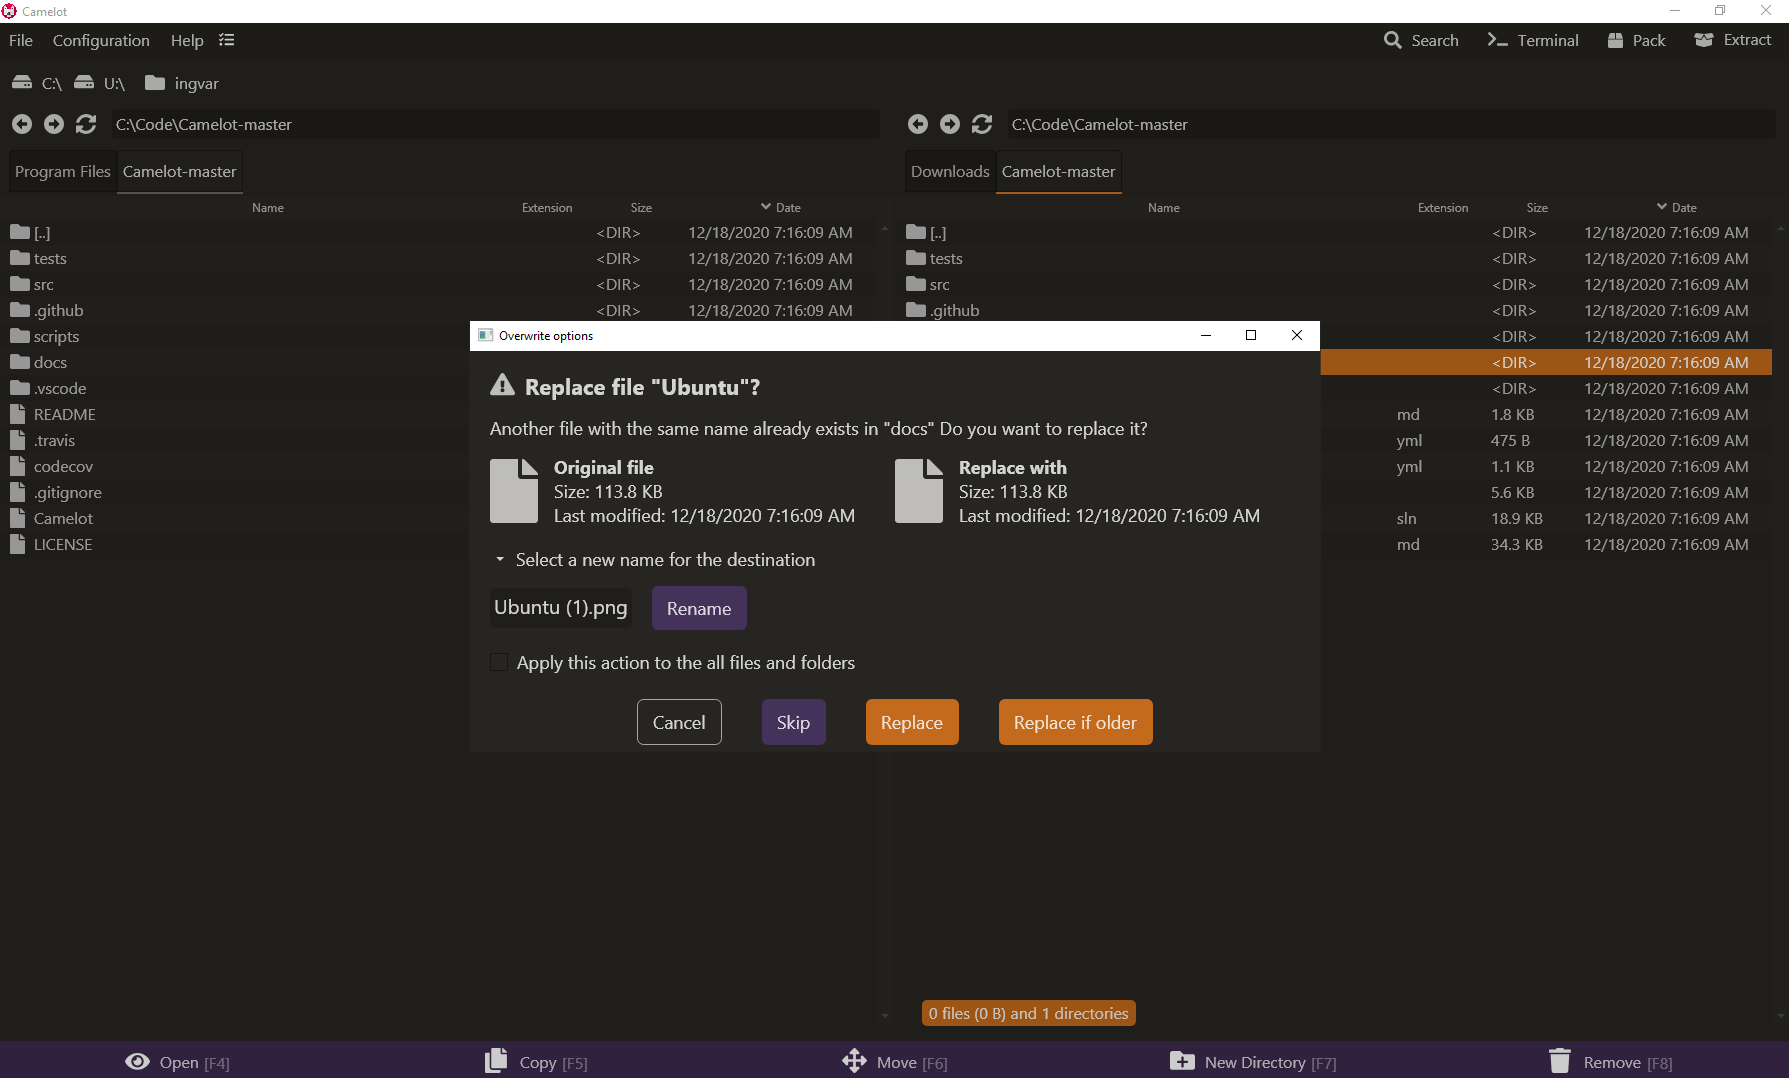 Camelot
File Configuration Help
Search Terminal Pack Extract
C:\ U:\ ingvar
C:\Code\Camelot-master
C:\Code\Camelot-master
Program Files Camelot-master
Downloads Camelot-master
Name Extension Size Date
Name Extension Size Date
[..] <DIR> 12/18/2020 7:16:09 AM
[..] <DIR> 12/18/2020 7:16:09 AM
tests <DIR> 12/18/2020 7:16:09 AM
tests <DIR> 12/18/2020 7:16:09 AM
src <DIR> 12/18/2020 7:16:09 AM
src <DIR> 12/18/2020 7:16:09 AM
.github <DIR> 12/18/2020 7:16:09 AM
.github <DIR> 12/18/2020 7:16:09 AM
scripts
<DIR> 12/18/2020 7:16:09 AM
docs
<DIR> 12/18/2020 7:16:09 AM
.vscode
<DIR> 12/18/2020 7:16:09 AM
README
md 1.8 KB 12/18/2020 7:16:09 AM
.travis
yml 475 B 12/18/2020 7:16:09 AM
codecov
yml 1.1 KB 12/18/2020 7:16:09 AM
.gitignore
5.6 KB 12/18/2020 7:16:09 AM
Camelot
sln 18.9 KB 12/18/2020 7:16:09 AM
LICENSE
md 34.3 KB 12/18/2020 7:16:09 AM
Overwrite options
Replace file "Ubuntu"?
Another file with the same name already exists in "docs" Do you want to replace it?
Original file
Size: 113.8 KB
Last modified: 12/18/2020 7:16:09 AM
Replace with
Size: 113.8 KB
Last modified: 12/18/2020 7:16:09 AM
Select a new name for the destination
Ubuntu (1).png Rename
Apply this action to the all files and folders
Cancel Skip Replace Replace if older
0 files (0 B) and 1 directories
Open [F4] Copy [F5] Move [F6] New Directory [F7] Remove [F8]